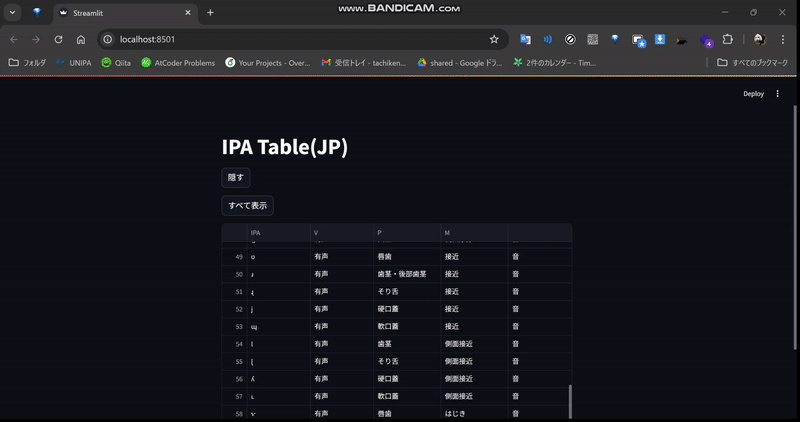 www.BANDICAM.com
Streamlit
localhost:8501
フォルダ UNIPA Qiita AtCoder Problems Your Projects - Over... 受信トレイ - tachiken... shared - Google ドラ... 2件のカレンダー - Tim... すべてのブックマーク
Deploy
IPA Table(JP)
隠す
すべて表示
IPA V P M
49 ʋ 有声 唇歯 接近 音
50 ɹ 有声 歯茎・後部歯茎 接近 音
51 ɻ 有声 そり舌 接近 音
52 j 有声 硬口蓋 接近 音
53 ɰ 有声 軟口蓋 接近 音
54 l 有声 歯茎 側面接近 音
55 ɭ 有声 そり舌 側面接近 音
56 ʎ 有声 硬口蓋 側面接近 音
57 ʟ 有声 軟口蓋 側面接近 音
58 ⱱ 有声 唇歯 はじき 音